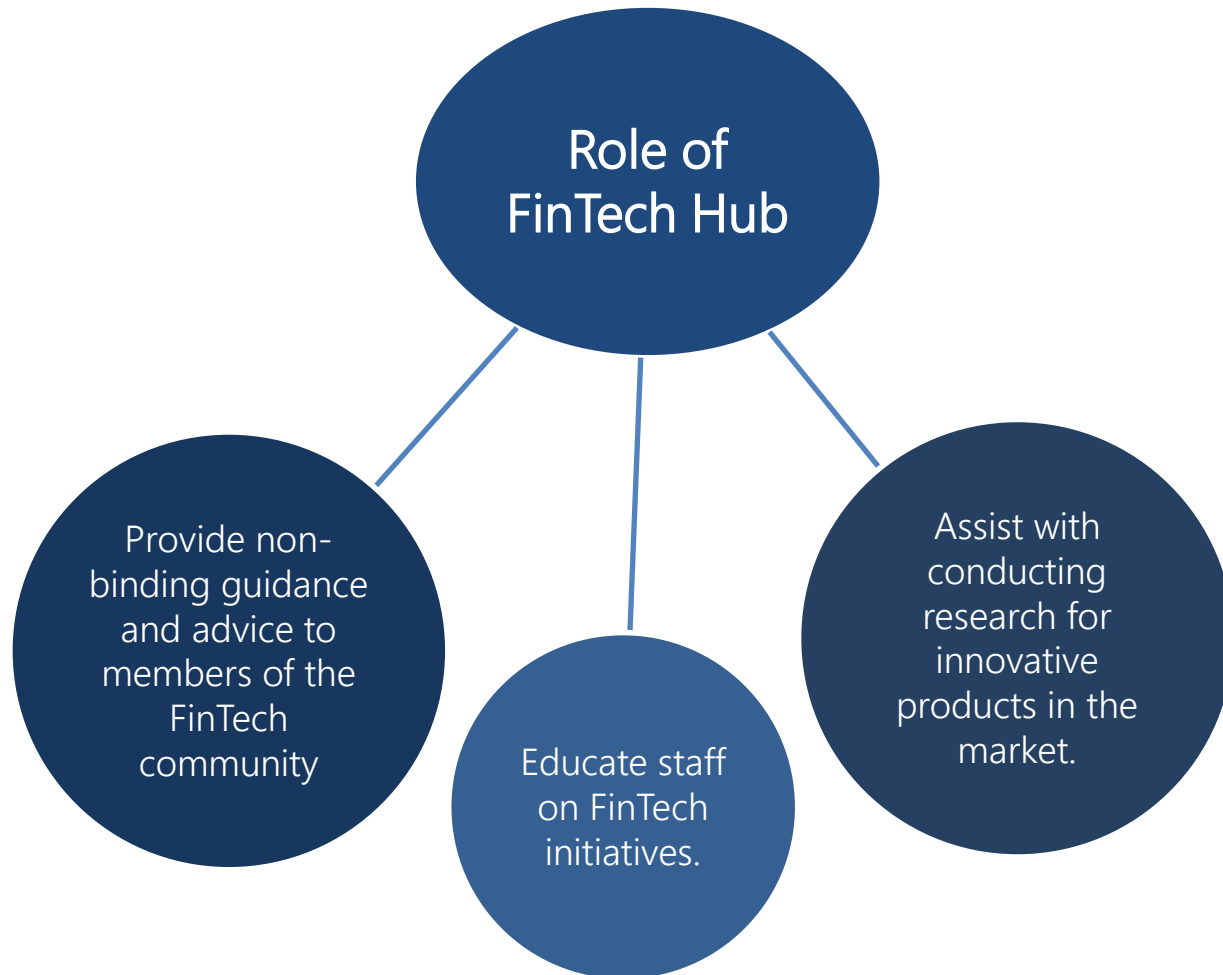 Role of
FinTech Hub
Provide non-
binding guidance
and advice to
members of the
FinTech
community
Educate staff
on FinTech
initiatives.
Assist with
conducting
research for
innovative
products in the
market.